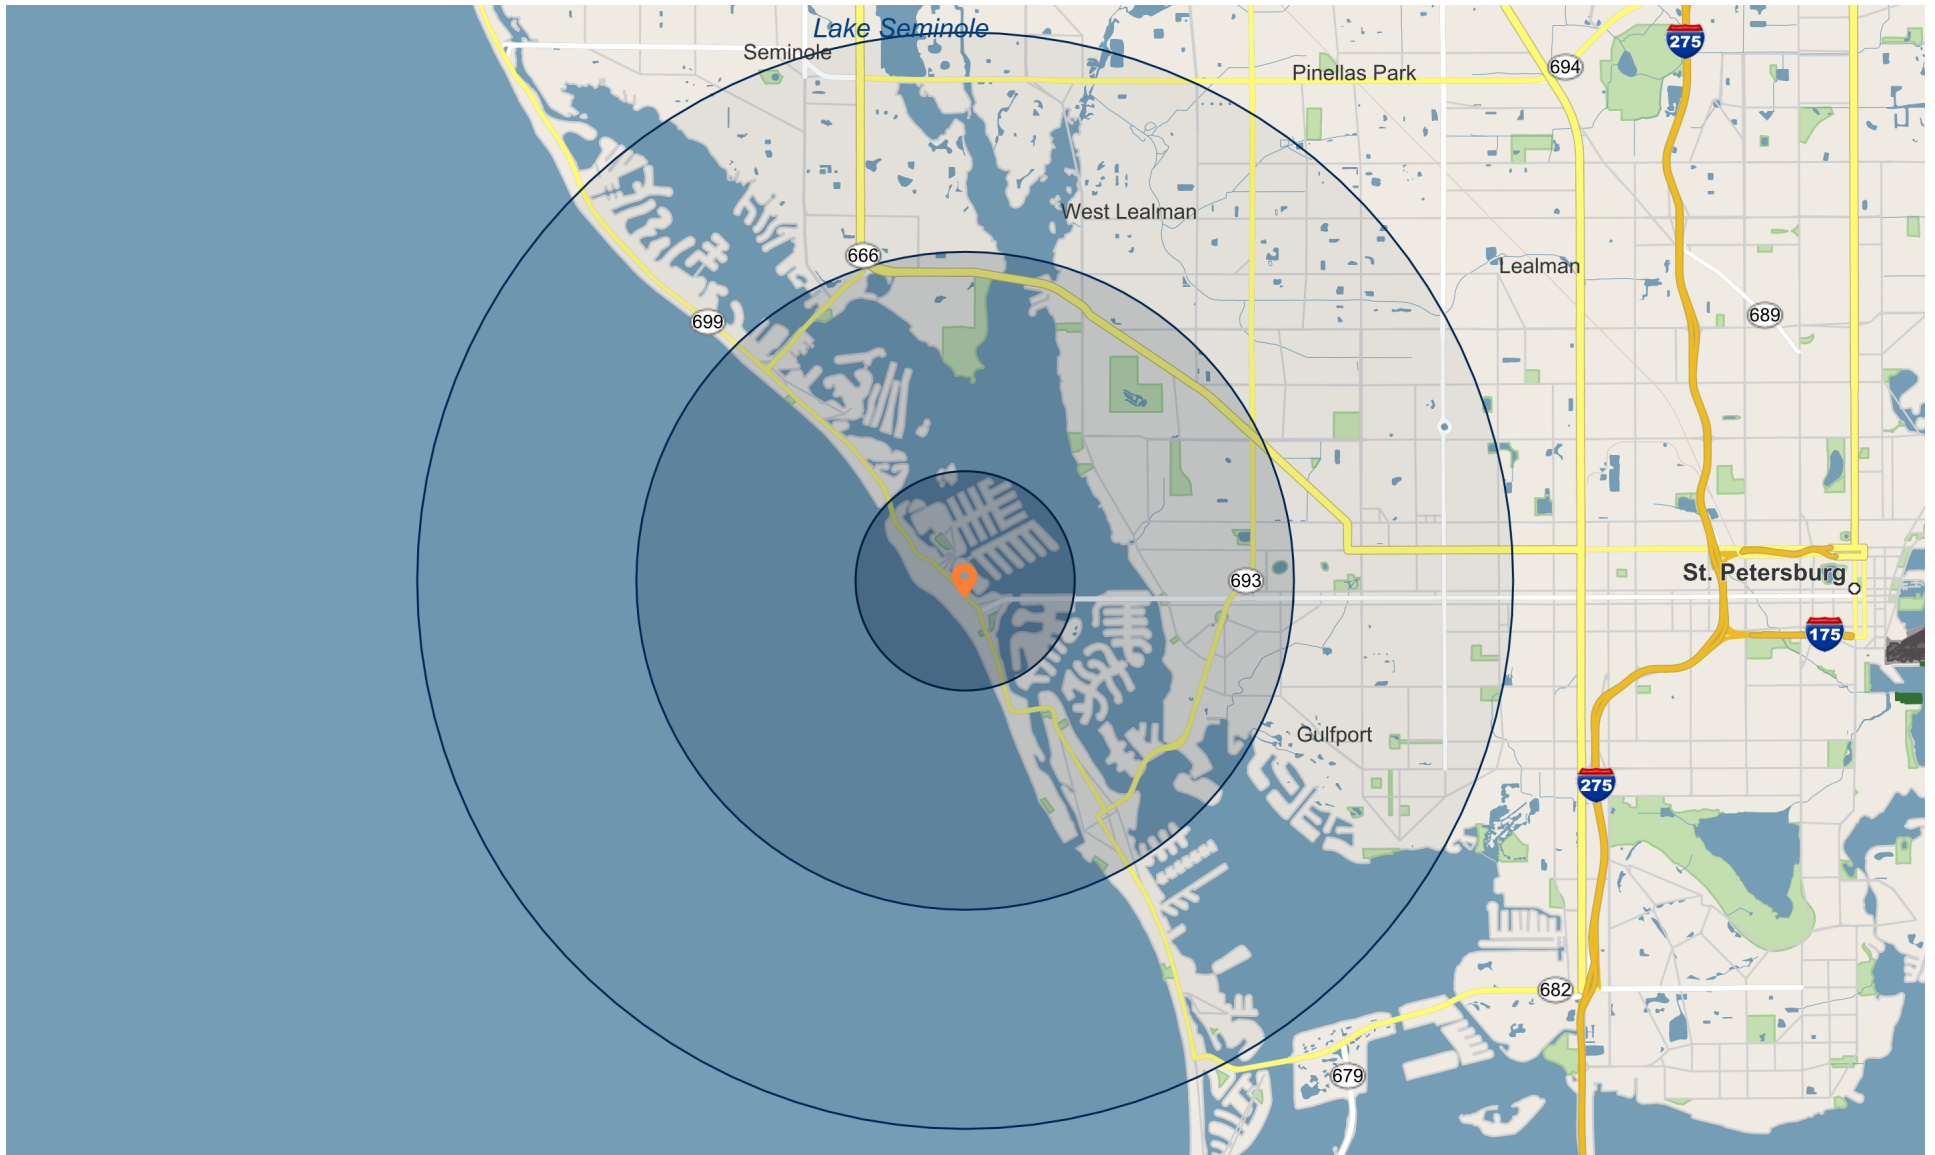 Lake Seminole
Seminole
275
694
Pinellas Park
West Lealman
666
Lealman
699
689
St. Petersburg
693
175
Gulfport
275
682
679